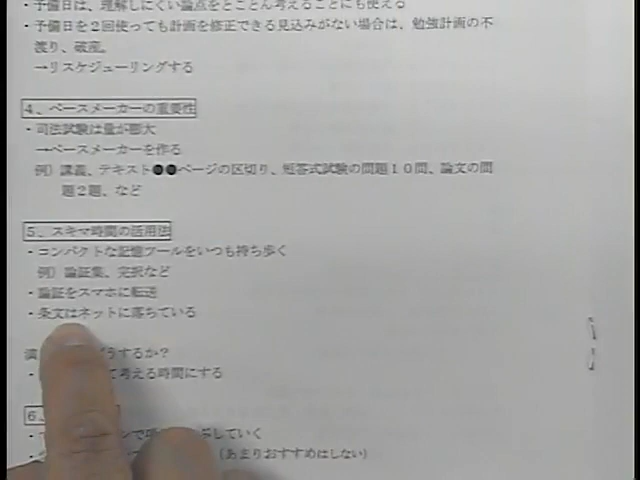 ・予備日は、理解しにくい論点をとことん考えることにも使える
・予備日を２回使っても計画を修正できる見込みがない場合は、勉強計画の不
渡り、破産。
→リスケジューリングする
４、ペースメーカーの重要性
・司法試験は量が膨大
→ペースメーカーを作る
例）講義、テキスト●●ページの区切り、短答式試験の問題１０問、論文の問
題２題、など
５、スキマ時間の活用法
・コンパクトな記憶ツールをいつも持ち歩く
例）論証集、完択など
・論証をスマホに転送
・条文はネットに落ちている
うするか？
て考える時間にする
６、
していく
（あまりおすすめはしない）